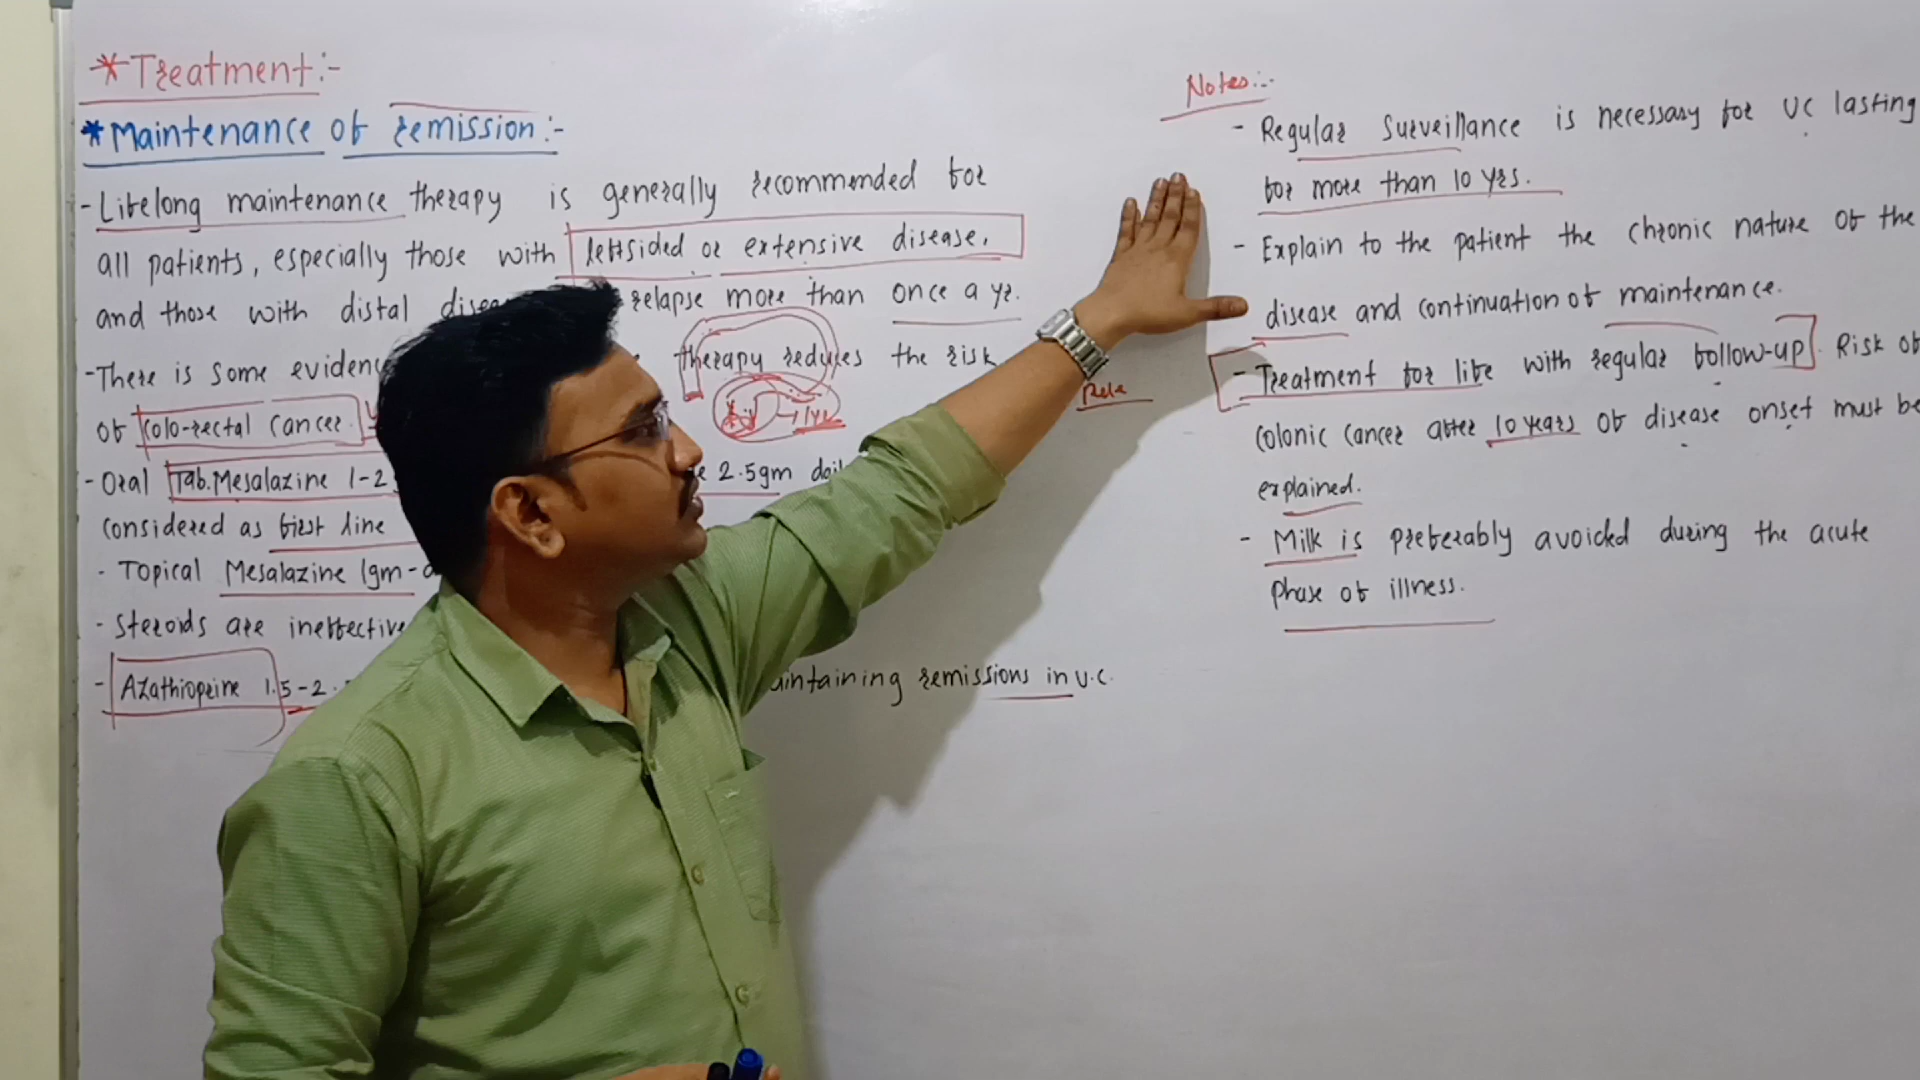 *Treatment:-
*Maintenance of remission:-
-Lifelong maintenance therapy is generally recommended for
all patients, especially those with leftsided or extensive disease,
and those with distal relapse more than once a yr.
-There is some therapy reduces the risk
of colo-rectal cancer.
-Oral Tab.Mesalazine 1-2 2.5gm
considered as first line
- Topical Mesalazine 1gm-
- Steroids are ineffective
- Azathioprine 1.5-2. remissions in U.C.
1yr
Notes:-
- Regular Surveillance is necessary for UC lasting
for more than 10 yrs.
- Explain to the patient the chronic nature of the
disease and continuation of maintenance.
- Treatment for life with regular follow-up. Risk of
colonic cancer after 10 years of disease onset must be
explained.
- Milk is preferably avoided during the acute
phase of illness.